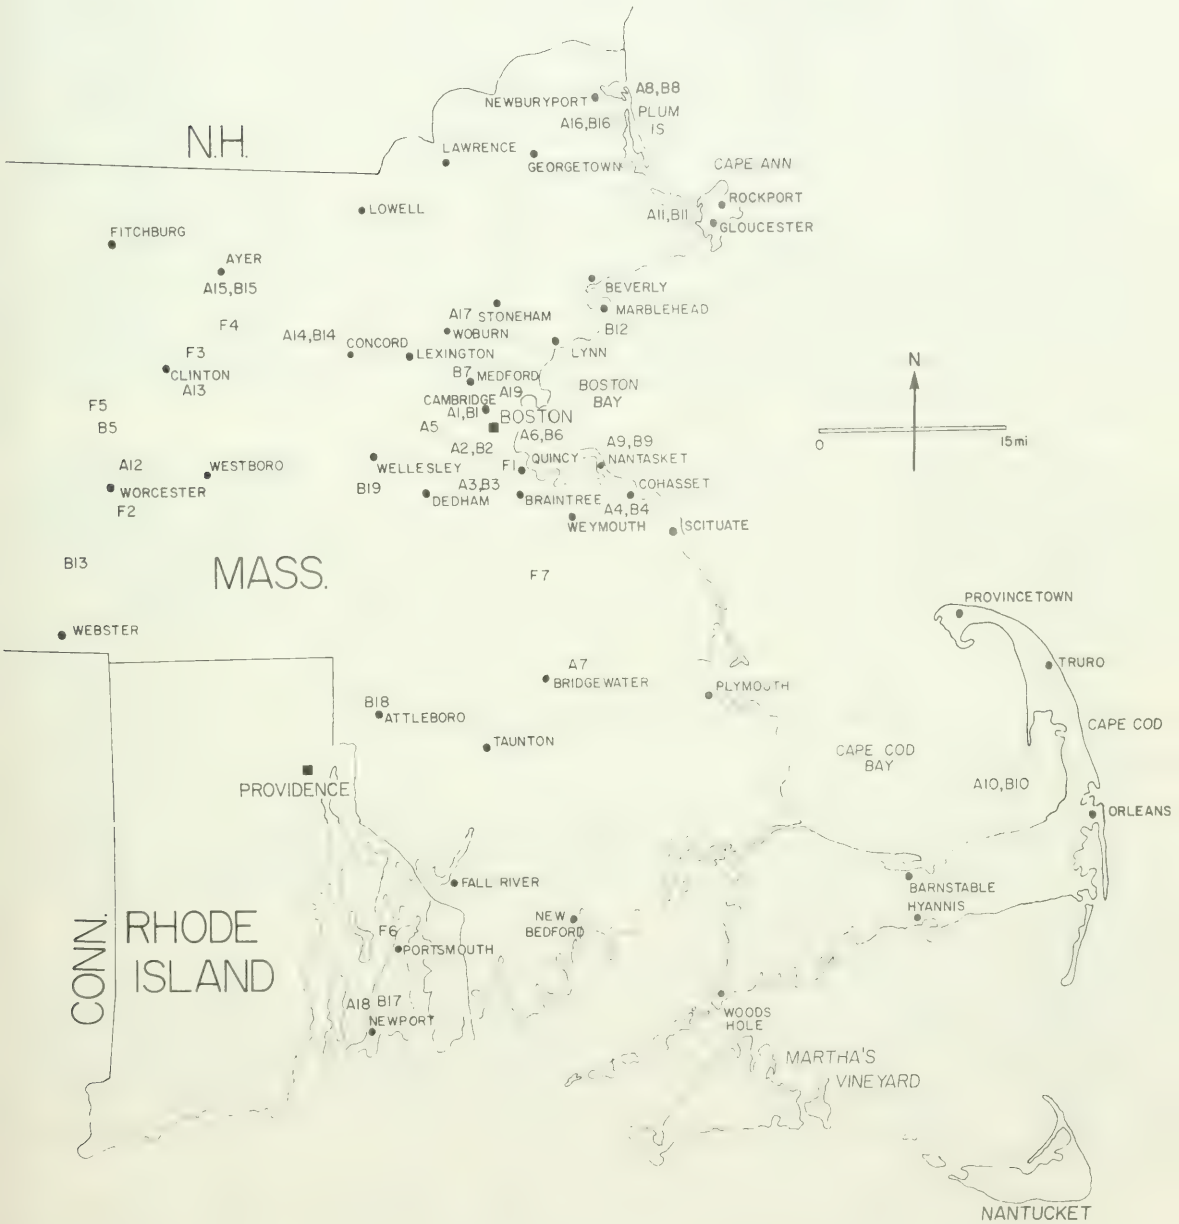 A8,B8
NEWBURYPORT
PLUM
IS
A16,B16
N.H.
LAWRENCE
GEORGETOWN
CAPE ANN
ROCKPORT
A11,B11
GLOUCESTER
LOWELL
FITCHBURG
AYER
A15,B15
BEVERLY
MARBLEHEAD
A17
STONEHAM
F4
A14,B14
WOBURN
B12
CONCORD
LEXINGTON
LYNN
F3
CLINTON
A13
B7
MEDFORD
BOSTON
BAY
A19
CAMBRIDGE
A1,B1
BOSTON
N
0
15mi
F5
B5
A5
A6,B6
A2,B2
A9,B9
A12
WESTBORO
WELLESLEY
F1
QUINCY
NANTASKET
WORCESTER
F2
B19
A3,B3
DEDHAM
BRAINTREE
COHASSET
A4,B4
WEYMOUTH
SCITUATE
B13
MASS.
F7
PROVINCETOWN
WEBSTER
TRURO
A7
BRIDGEWATER
PLYMOUTH
B18
ATTLEBORO
TAUNTON
CAPE COD
CAPE COD
BAY
PROVIDENCE
A10,B10
ORLEANS
FALL RIVER
BARNSTABLE
HYANNIS
NEW
BEDFORD
CONN.
RHODE
ISLAND
F6
PORTSMOUTH
A18
B17
NEWPORT
WOODS
HOLE
MARTHA'S
VINEYARD
NANTUCKET